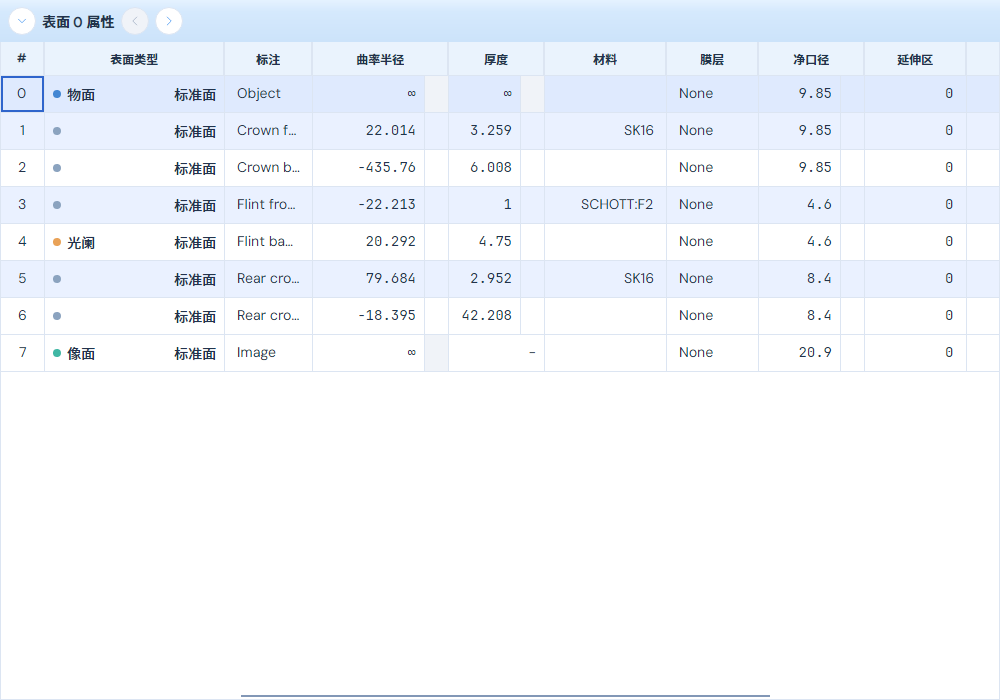 表面 0 属性
# 表面类型 标注 曲率半径 厚度 材料 膜层 净口径 延伸区
0 物面 标准面 Object ∞ ∞ None 9.85 0
1 标准面 Crown f... 22.014 3.259 SK16 None 9.85 0
2 标准面 Crown b... -435.76 6.008 None 9.85 0
3 标准面 Flint fro... -22.213 1 SCHOTT:F2 None 4.6 0
4 光阑 标准面 Flint ba... 20.292 4.75 None 4.6 0
5 标准面 Rear cro... 79.684 2.952 SK16 None 8.4 0
6 标准面 Rear cro... -18.395 42.208 None 8.4 0
7 像面 标准面 Image ∞ - None 20.9 0